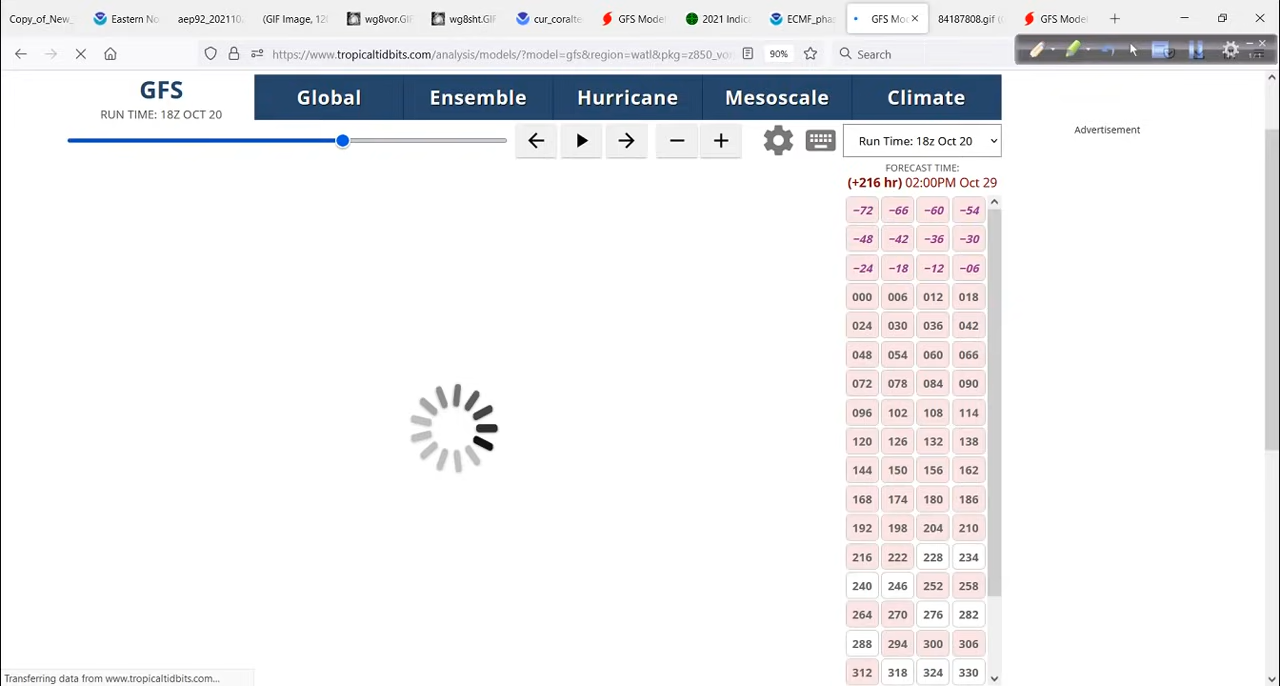 Copy_of_New_
Eastern No
aep92_202110
(GIF Image, 12
wg8vor.GIF
wg8sht.GIF
cur_coralte
GFS Model
2021 Indic
ECMF_pha
GFS Mo
84187808.gif (
GFS Model
https://www.tropicaltidbits.com/analysis/models/?model=gfs&region=watl&pkg=z850_vo
90%
Search
GFS
RUN TIME: 18Z OCT 20
Global
Ensemble
Hurricane
Mesoscale
Climate
Advertisement
Run Time: 18z Oct 20
FORECAST TIME:
(+216 hr) 02:00PM Oct 29
−72 −66 −60 −54
−48 −42 −36 −30
−24 −18 −12 −06
000 006 012 018
024 030 036 042
048 054 060 066
072 078 084 090
096 102 108 114
120 126 132 138
144 150 156 162
168 174 180 186
192 198 204 210
216 222 228 234
240 246 252 258
264 270 276 282
288 294 300 306
312 318 324 330
Transferring data from www.tropicaltidbits.com...